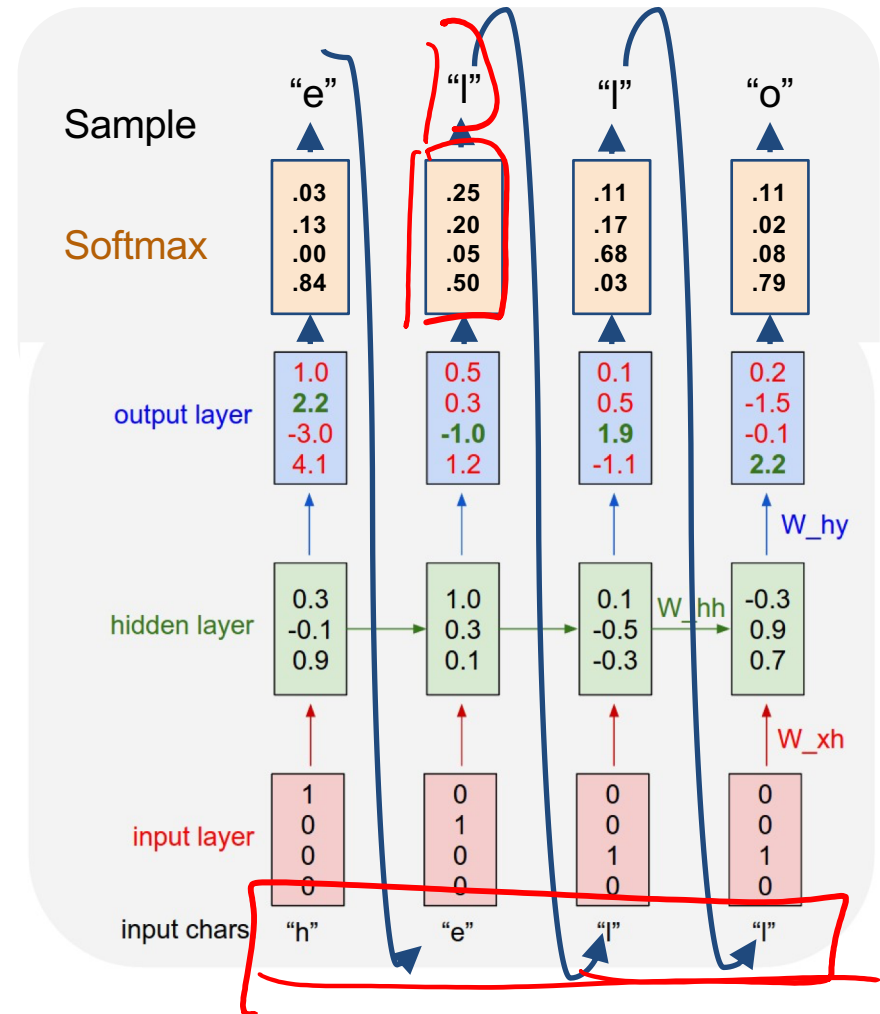 “e” “l” “l” “o”
Sample
.03 .25 .11 .11
.13 .20 .17 .02
.00 .05 .68 .08
.84 .50 .03 .79
Softmax
1.0 0.5 0.1 0.2
2.2 0.3 0.5 -1.5
-3.0 -1.0 1.9 -0.1
4.1 1.2 -1.1 2.2
output layer
W_hy
0.3 1.0 0.1 -0.3
-0.1 0.3 -0.5 0.9
0.9 0.1 -0.3 0.7
hidden layer
W_hh
W_xh
1 0 0 0
0 1 0 0
0 0 1 1
0 0 0 0
input layer
input chars “h” “e” “l” “l”